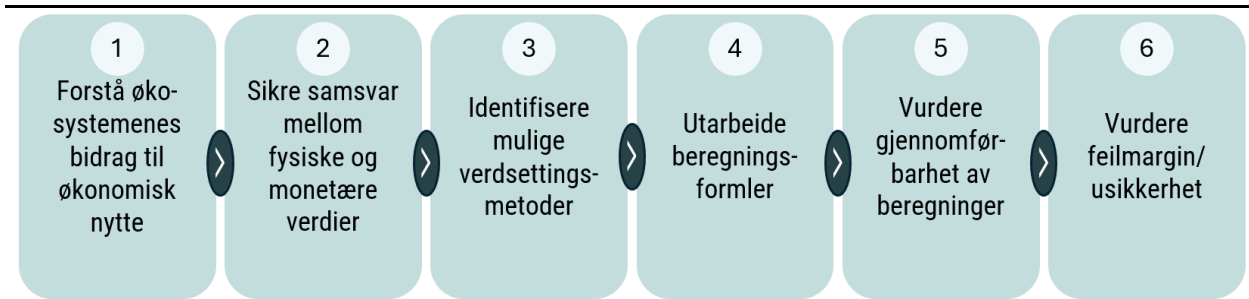 1
Forstå øko-
systemenes
bidrag til
økonomisk
nytte
2
Sikre samsvar
mellom
fysiske og
monetære
verdier
3
Identifisere
mulige
verdsettings-
metoder
4
Utarbeide
beregnings-
formler
5
Vurdere
gjennomfør-
barhet av
beregninger
6
Vurdere
feilmargin/
usikkerhet